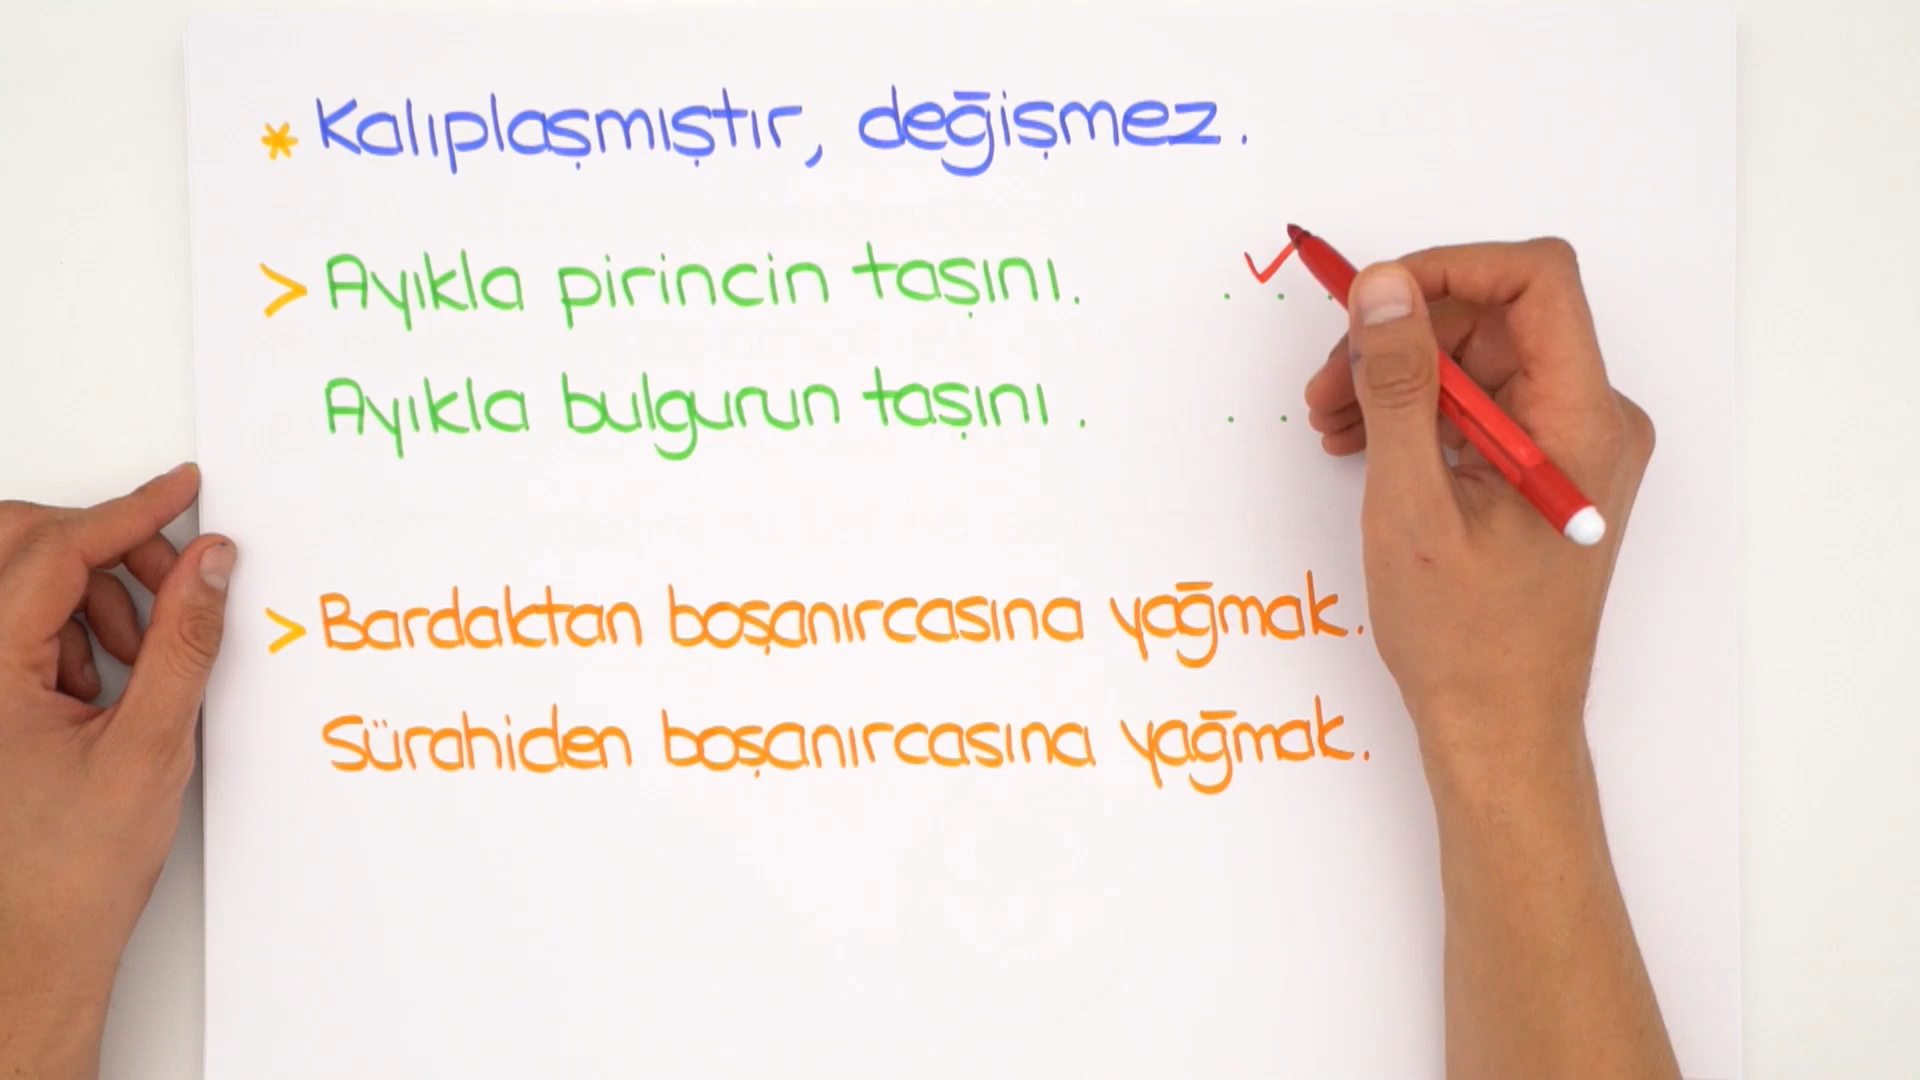 * Kalıplaşmıştır, değişmez.
> Ayıkla pirincin taşını. . . .
Ayıkla bulgurun taşını. . .
> Bardaktan boşanırcasına yağmak.
Sürahiden boşanırcasına yağmak.